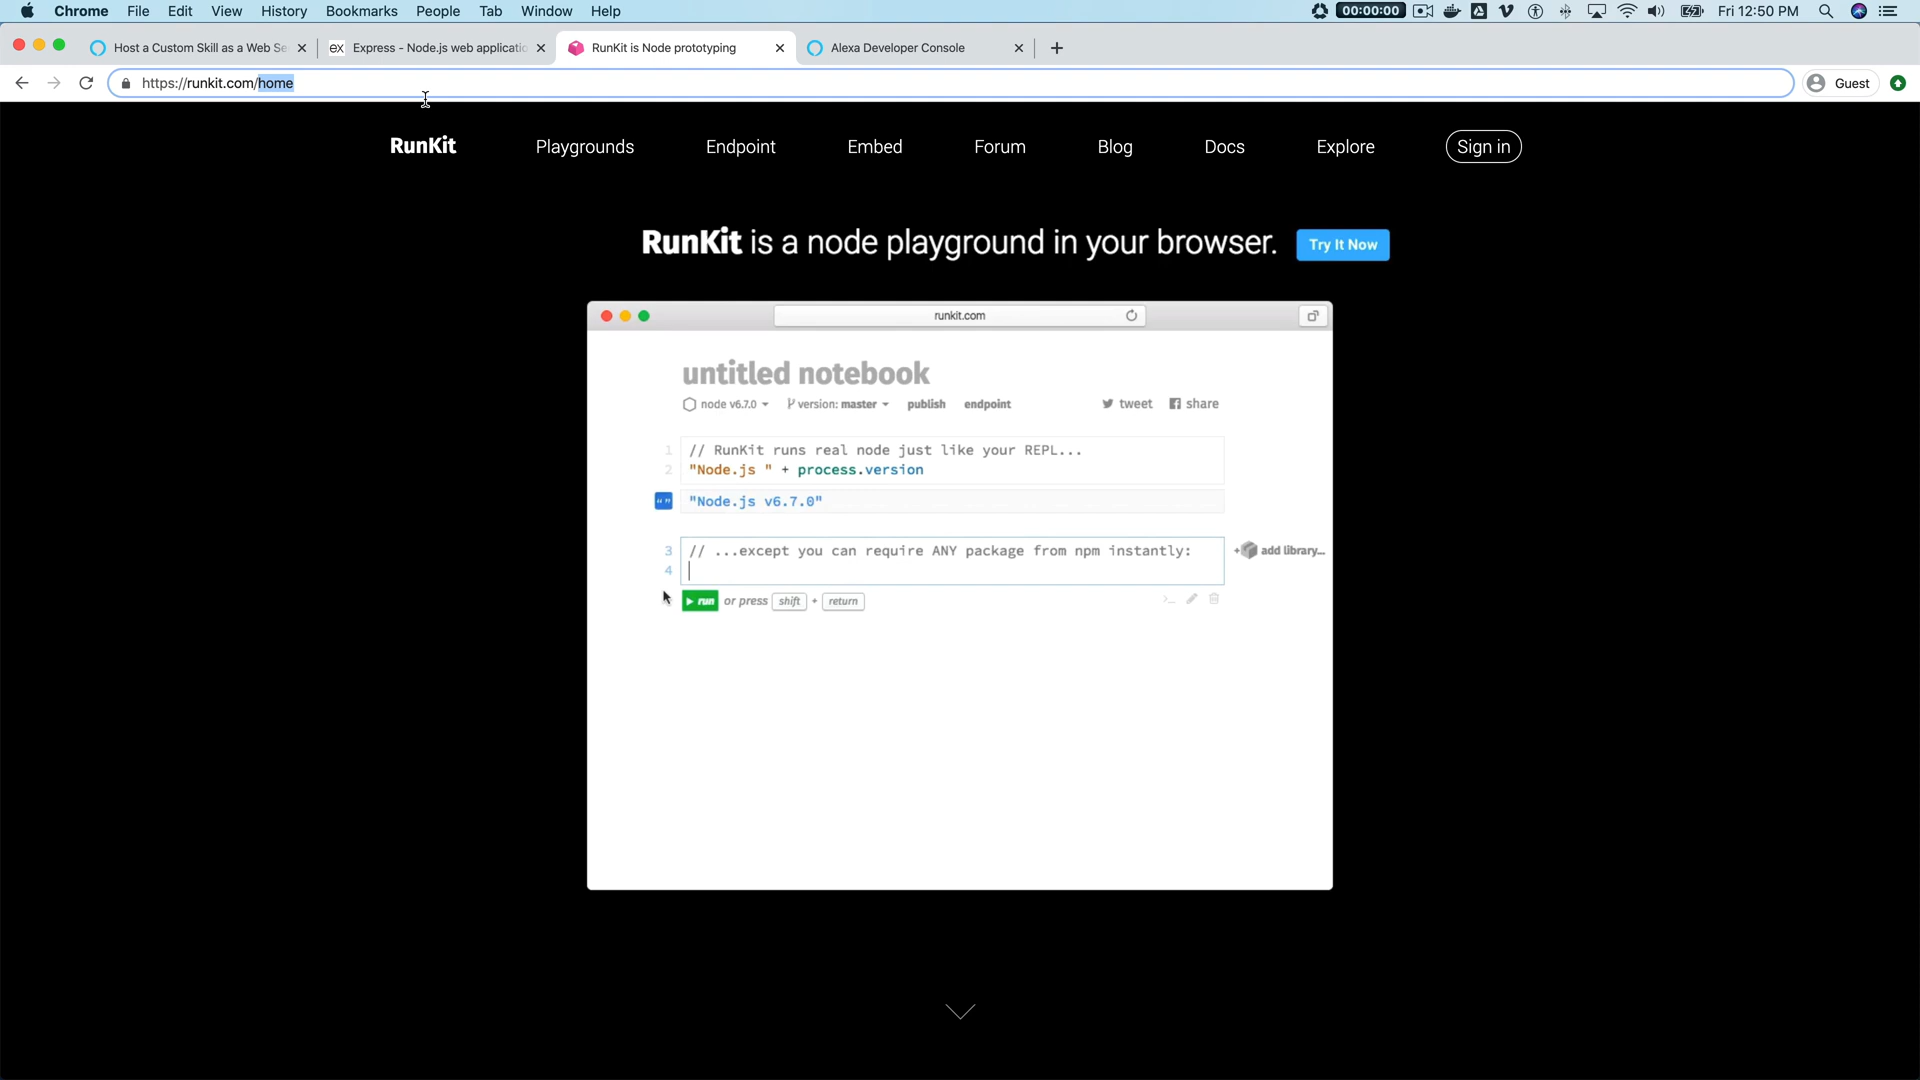 Chrome File Edit View History Bookmarks People Tab Window Help 00:00:00 Fri 12:50 PM
Host a Custom Skill as a Web Se
ex Express - Node.js web applicatio
RunKit is Node prototyping
Alexa Developer Console
https://runkit.com/home
Guest
RunKit Playgrounds Endpoint Embed Forum Blog Docs Explore Sign in
RunKit is a node playground in your browser. Try It Now
runkit.com
untitled notebook
node v6.7.0 version: master publish endpoint tweet share
1 // RunKit runs real node just like your REPL...
2 "Node.js " + process.version
"Node.js v6.7.0"
3 // ...except you can require ANY package from npm instantly:
+ add library...
4
run or press shift + return